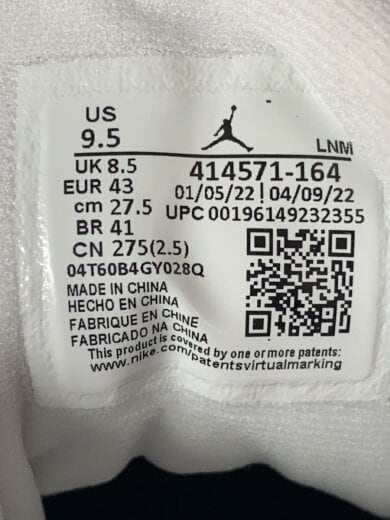 US
9.5
LNM
UK 8.5
414571-164
EUR 43
01/05/22 | 04/09/22
cm 27.5
UPC 00196149232355
BR 41
CN 275(2.5)
04T60B4GY028Q
MADE IN CHINA
HECHO EN CHINA
FABRIQUE EN CHINE
FABRICADO NA CHINA
This product is covered by one or more patents:
www.nike.com/patentsvirtualmarking